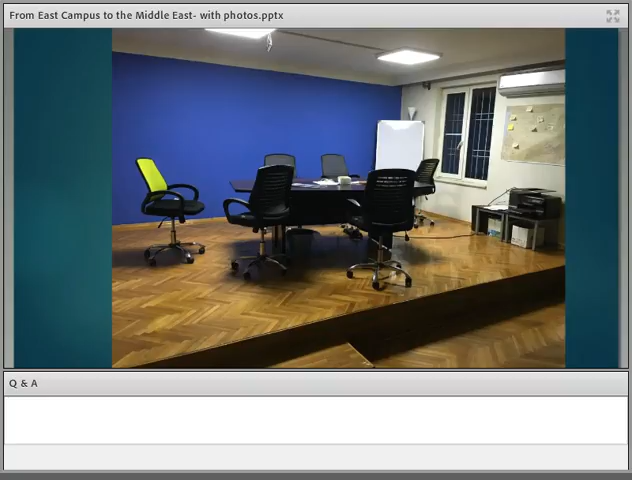 From East Campus to the Middle East- with photos.pptx
Q & A